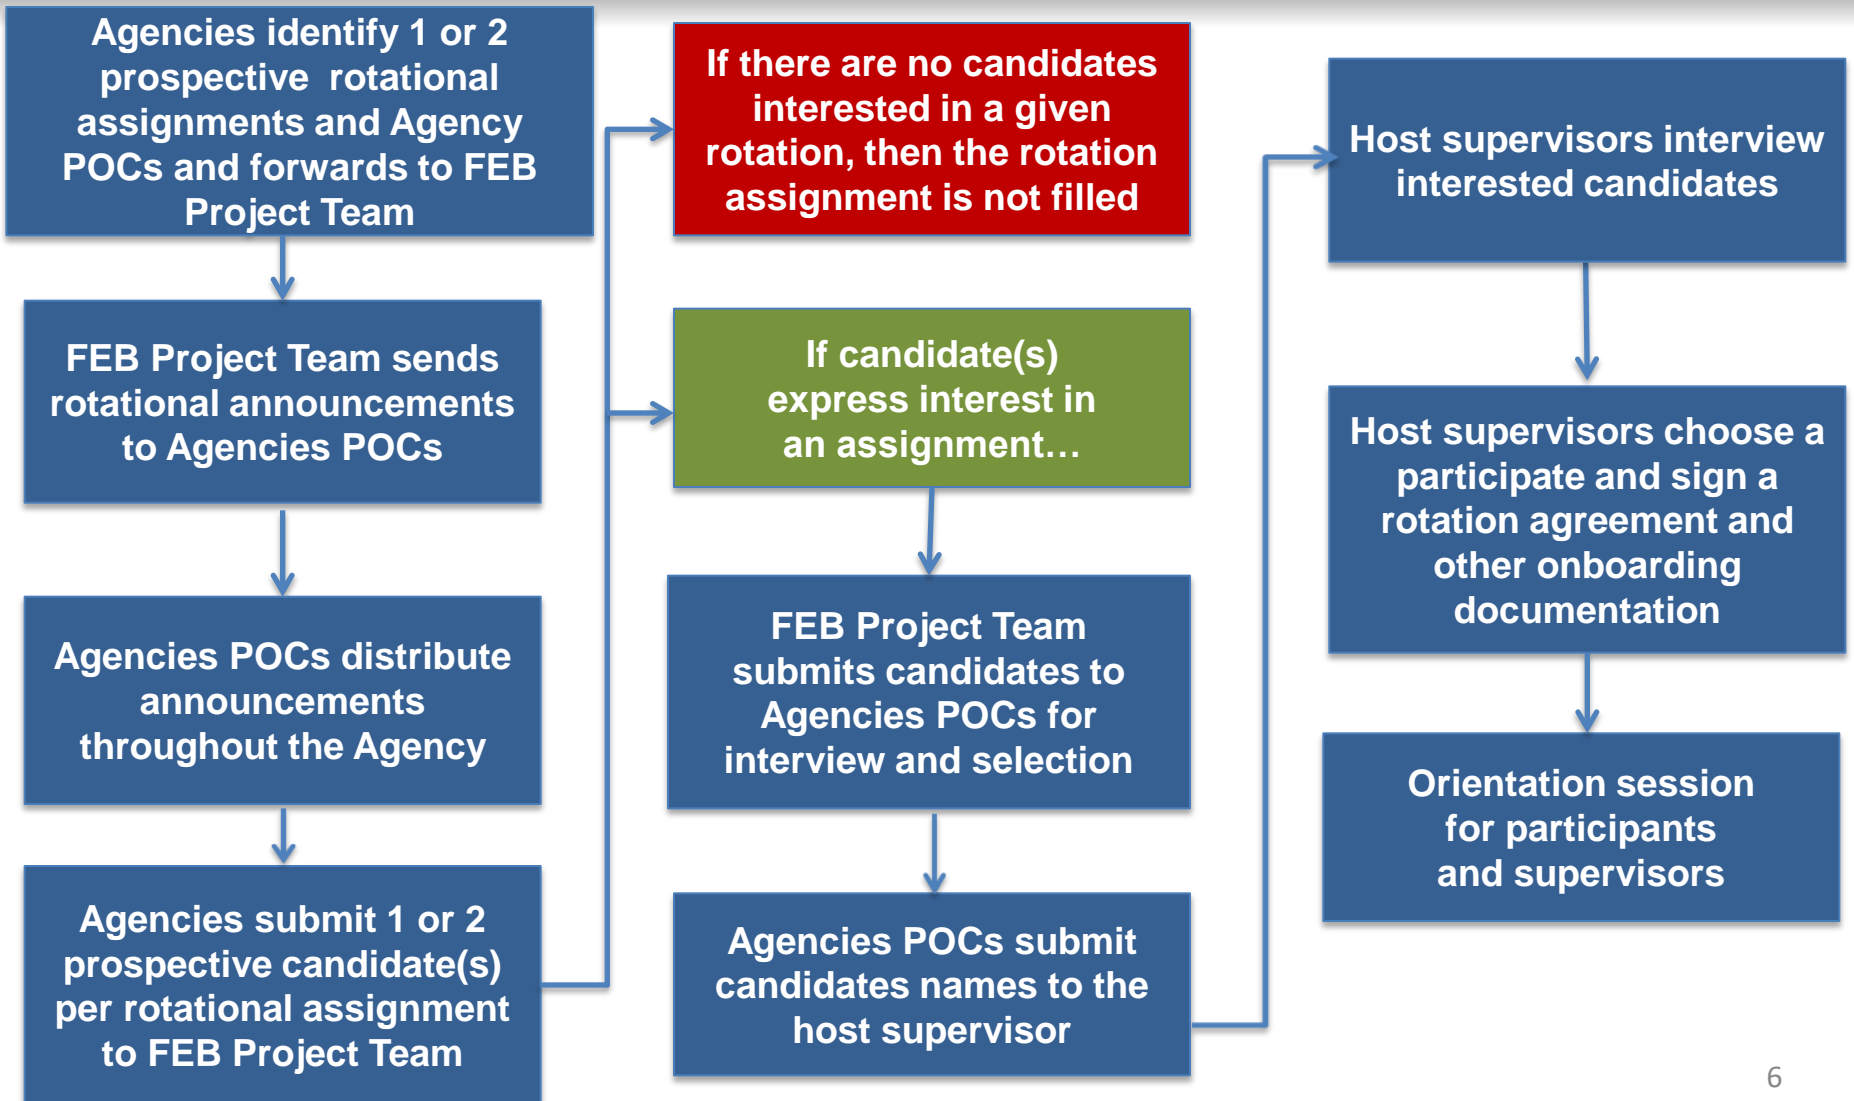 Agencies identify 1 or 2
prospective rotational
assignments and Agency
POCs and forwards to FEB
Project Team
FEB Project Team sends
rotational announcements
to Agencies POCs
Agencies POCs distribute
announcements
throughout the Agency
Agencies submit 1 or 2
prospective candidate(s)
per rotational assignment
to FEB Project Team
If there are no candidates
interested in a given
rotation, then the rotation
assignment is not filled
If candidate(s)
express interest in
an assignment…
FEB Project Team
submits candidates to
Agencies POCs for
interview and selection
Agencies POCs submit
candidates names to the
host supervisor
Host supervisors interview
interested candidates
Host supervisors choose a
participate and sign a
rotation agreement and
other onboarding
documentation
Orientation session
for participants
and supervisors
6